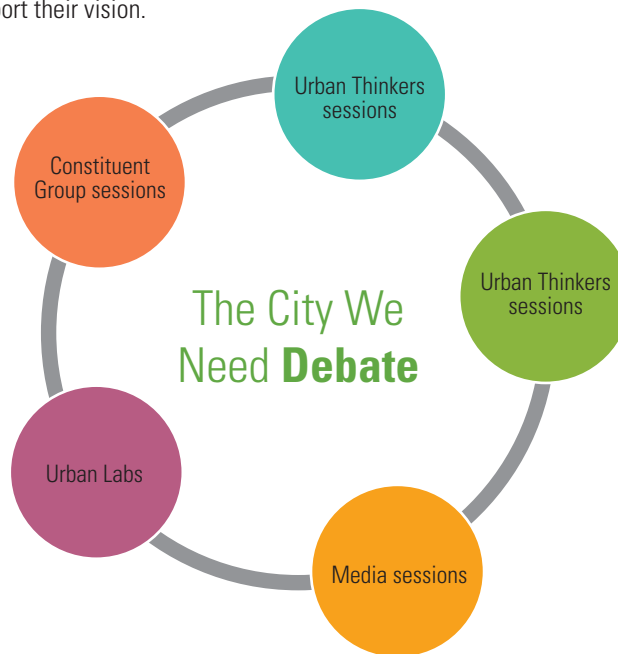 port their vision.
Urban Thinkers
sessions
Constituent
Group sessions
Urban Thinkers
sessions
The City We
Need Debate
Urban Labs
Media sessions